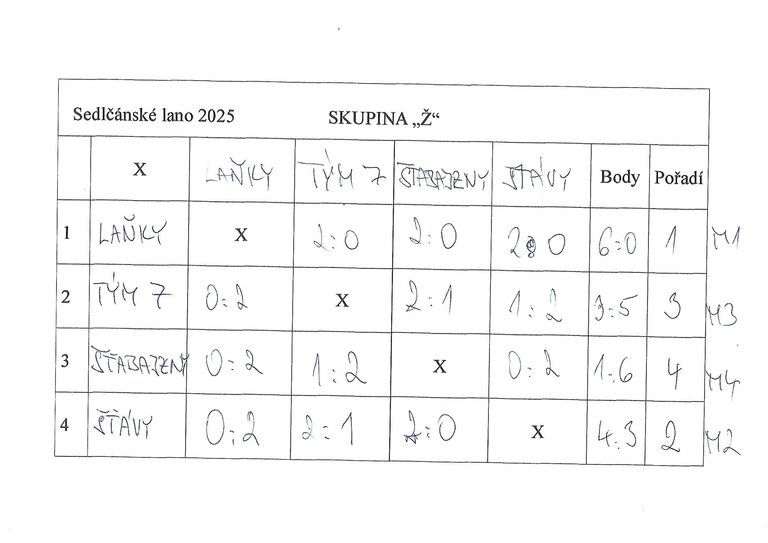 Sedlčánské lano 2025 SKUPINA „Ž“
X LAŇKY TÝM 7 ŠŤABAJZNY ŠŤÁVY Body Pořadí
1 LAŇKY X 2:0 2:0 2:0 6:0 1 M1
2 TÝM 7 0:2 X 2:1 1:2 3:5 3 M3
3 ŠŤABAJZNY 0:2 1:2 X 0:2 1:6 4 M4
4 ŠŤÁVY 0:2 2:1 2:0 X 4:3 2 M2